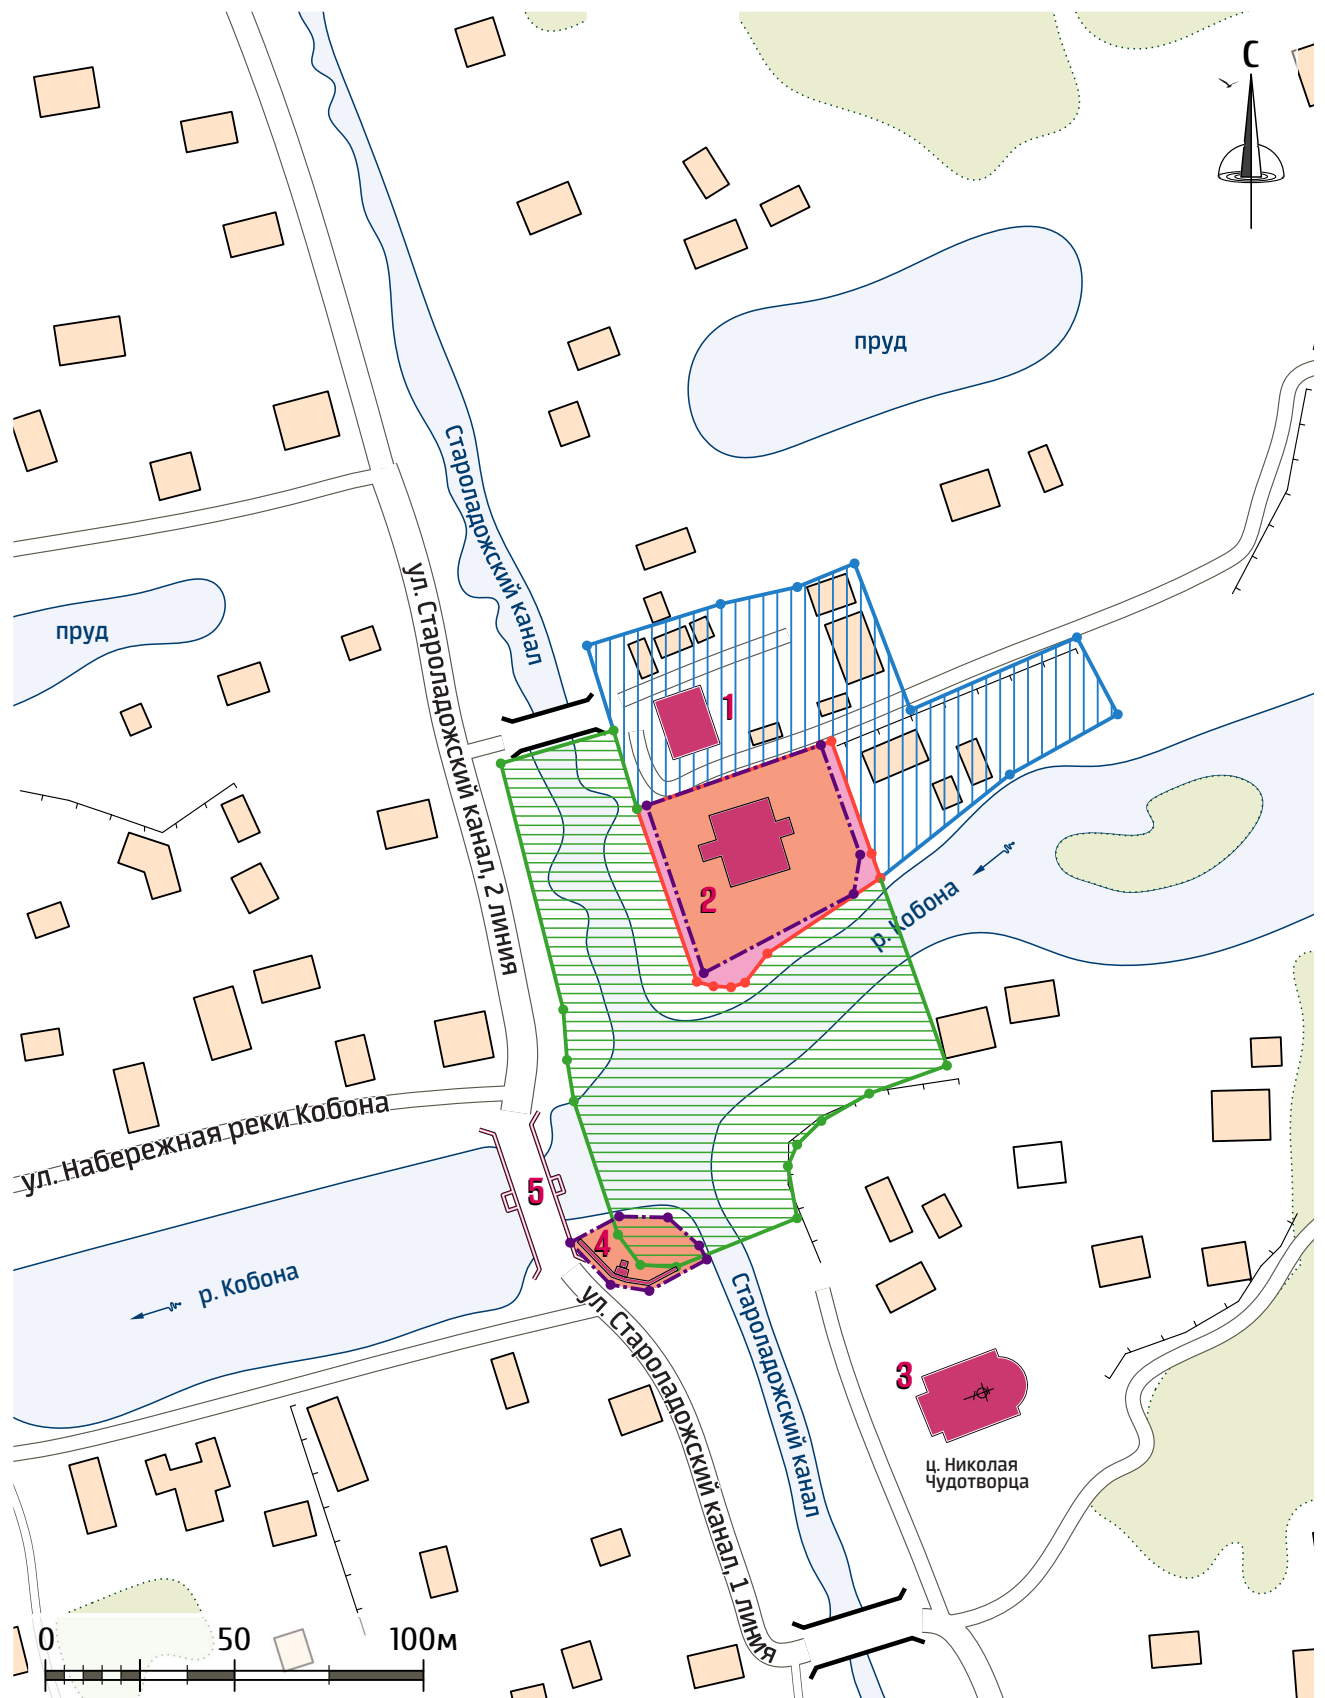 С
пруд
Староладожский канал
ул. Староладожский канал, 2 линия
пруд
1
2
р. Кобона
ул. Набережная реки Кобона
5
4
р. Кобона
ул. Староладожский канал, 1 линия
Староладожский канал
3
ц. Николая
Чудотворца
0 50 100м